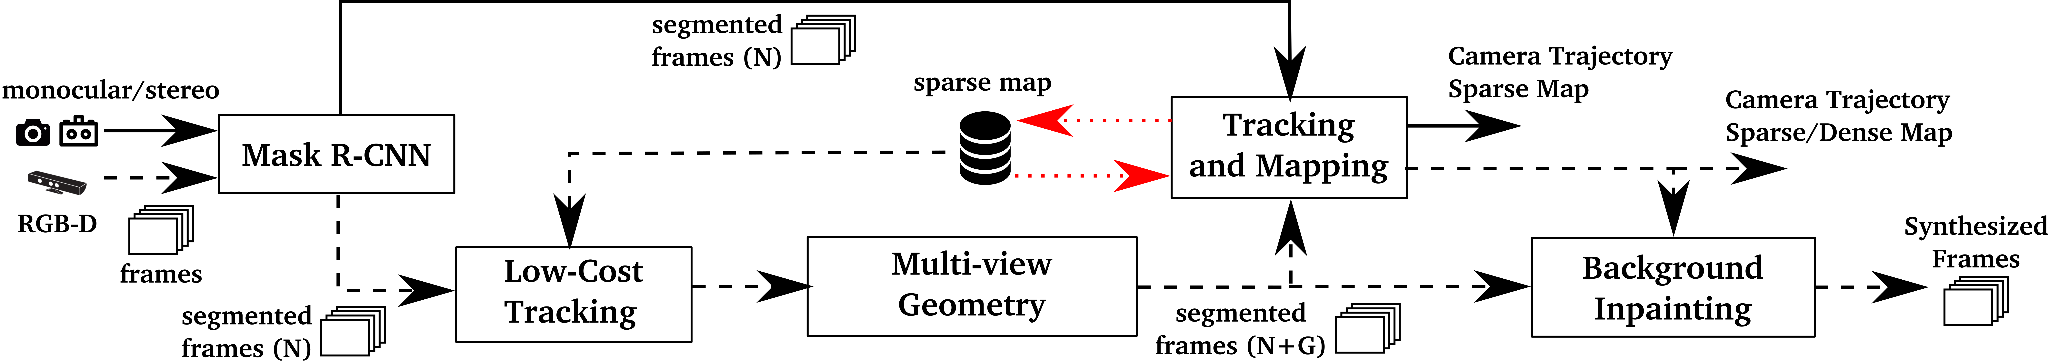 segmented
frames (N)
monocular/stereo
RGB-D
frames
Mask R-CNN
segmented
frames (N)
sparse map
Low-Cost
Tracking
Multi-view
Geometry
segmented
frames (N+G)
Tracking
and Mapping
Camera Trajectory
Sparse Map
Camera Trajectory
Sparse/Dense Map
Background
Inpainting
Synthesized
Frames